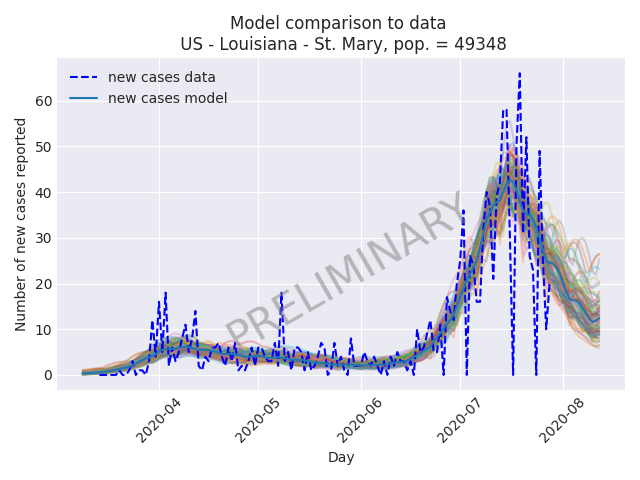 Model comparison to data
US - Louisiana - St. Mary, pop. = 49348
new cases data
new cases model
Number of new cases reported
60
50
40
30
20
10
0
PRELIMINARY
2020-04
2020-05
2020-06
2020-07
2020-08
Day